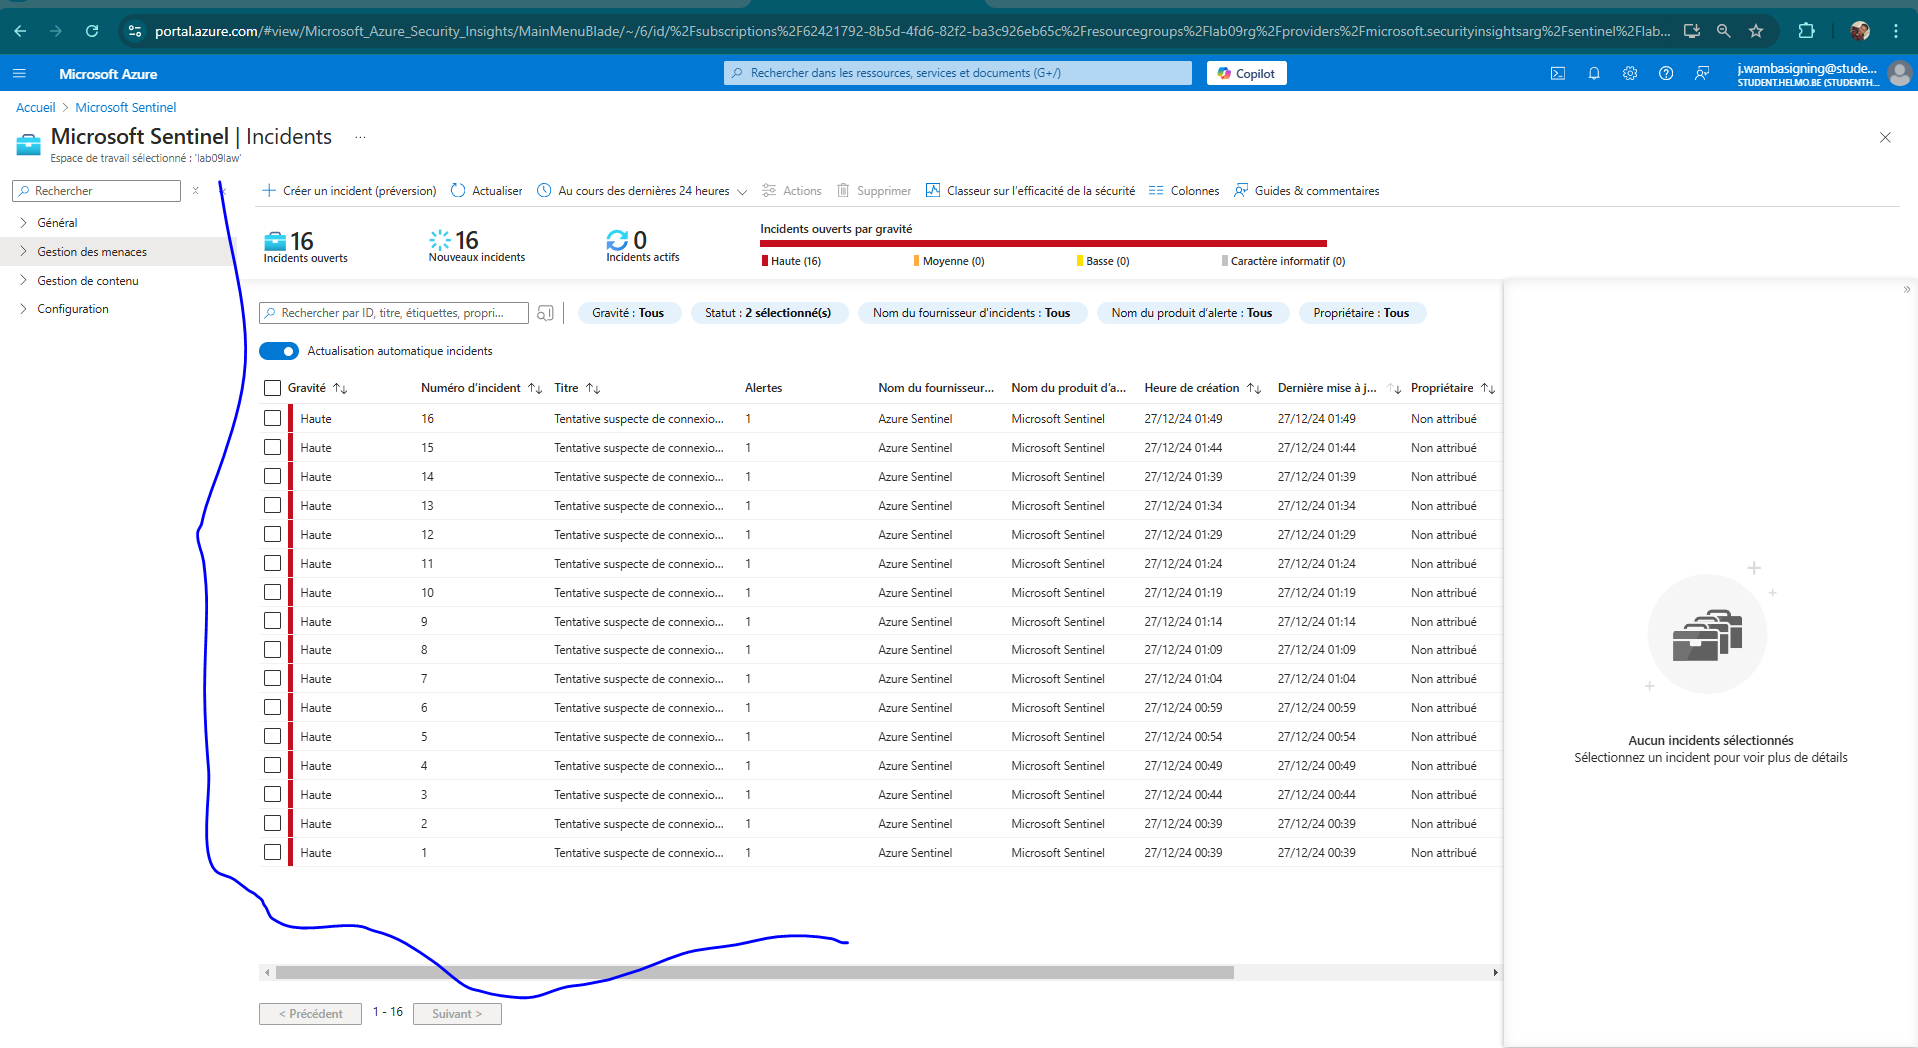 portal.azure.com/#view/Microsoft_Azure_Security_Insights/MainMenuBlade/~/6/id/%2Fsubscriptions%2F62421792-8b5d-4fd6-82f2-ba3c926eb65c%2Fresourcegroups%2Flab09rg%2Fproviders%2Fmicrosoft.securityinsightsarg%2Fsentinel%2Flab...
Microsoft Azure
Rechercher dans les ressources, services et documents (G+/)
Copilot
j.wambasigning@stude...
STUDENT.HELMO.BE (STUDENTH...
Accueil > Microsoft Sentinel
Microsoft Sentinel | Incidents ...
Espace de travail sélectionné : 'lab09law'
Rechercher
Général
Gestion des menaces
Gestion de contenu
Configuration
Créer un incident (préversion) Actualiser Au cours des dernières 24 heures Actions Supprimer Classeur sur l'efficacité de la sécurité Colonnes Guides & commentaires
16 Incidents ouverts
16 Nouveaux incidents
0 Incidents actifs
Incidents ouverts par gravité
Haute (16) Moyenne (0) Basse (0) Caractère informatif (0)
Rechercher par ID, titre, étiquettes, propri...
Gravité : Tous
Statut : 2 sélectionné(s)
Nom du fournisseur d'incidents : Tous
Nom du produit d'alerte : Tous
Propriétaire : Tous
Actualisation automatique incidents
Gravité Numéro d'incident Titre Alertes Nom du fournisseur... Nom du produit d'a... Heure de création Dernière mise à j... Propriétaire
Haute 16 Tentative suspecte de connexio... 1 Azure Sentinel Microsoft Sentinel 27/12/24 01:49 27/12/24 01:49 Non attribué
Haute 15 Tentative suspecte de connexio... 1 Azure Sentinel Microsoft Sentinel 27/12/24 01:44 27/12/24 01:44 Non attribué
Haute 14 Tentative suspecte de connexio... 1 Azure Sentinel Microsoft Sentinel 27/12/24 01:39 27/12/24 01:39 Non attribué
Haute 13 Tentative suspecte de connexio... 1 Azure Sentinel Microsoft Sentinel 27/12/24 01:34 27/12/24 01:34 Non attribué
Haute 12 Tentative suspecte de connexio... 1 Azure Sentinel Microsoft Sentinel 27/12/24 01:29 27/12/24 01:29 Non attribué
Haute 11 Tentative suspecte de connexio... 1 Azure Sentinel Microsoft Sentinel 27/12/24 01:24 27/12/24 01:24 Non attribué
Haute 10 Tentative suspecte de connexio... 1 Azure Sentinel Microsoft Sentinel 27/12/24 01:19 27/12/24 01:19 Non attribué
Haute 9 Tentative suspecte de connexio... 1 Azure Sentinel Microsoft Sentinel 27/12/24 01:14 27/12/24 01:14 Non attribué
Haute 8 Tentative suspecte de connexio... 1 Azure Sentinel Microsoft Sentinel 27/12/24 01:09 27/12/24 01:09 Non attribué
Haute 7 Tentative suspecte de connexio... 1 Azure Sentinel Microsoft Sentinel 27/12/24 01:04 27/12/24 01:04 Non attribué
Haute 6 Tentative suspecte de connexio... 1 Azure Sentinel Microsoft Sentinel 27/12/24 00:59 27/12/24 00:59 Non attribué
Haute 5 Tentative suspecte de connexio... 1 Azure Sentinel Microsoft Sentinel 27/12/24 00:54 27/12/24 00:54 Non attribué
Haute 4 Tentative suspecte de connexio... 1 Azure Sentinel Microsoft Sentinel 27/12/24 00:49 27/12/24 00:49 Non attribué
Haute 3 Tentative suspecte de connexio... 1 Azure Sentinel Microsoft Sentinel 27/12/24 00:44 27/12/24 00:44 Non attribué
Haute 2 Tentative suspecte de connexio... 1 Azure Sentinel Microsoft Sentinel 27/12/24 00:39 27/12/24 00:39 Non attribué
Haute 1 Tentative suspecte de connexio... 1 Azure Sentinel Microsoft Sentinel 27/12/24 00:39 27/12/24 00:39 Non attribué
Aucun incidents sélectionnés
Sélectionnez un incident pour voir plus de détails
< Précédent 1 - 16 Suivant >